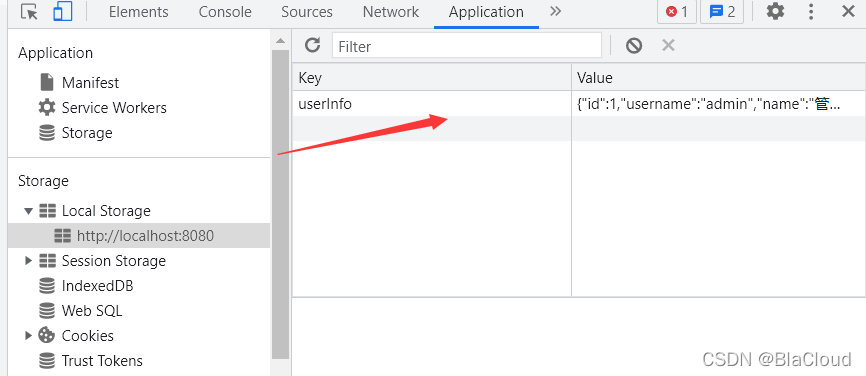 Elements Console Sources Network Application 1 2
Application
Manifest
Service Workers
Storage
Storage
Local Storage
http://localhost:8080
Session Storage
IndexedDB
Web SQL
Cookies
Trust Tokens
Filter
Key Value
userInfo {"id":1,"username":"admin","name":"管...
CSDN @BlaCloud